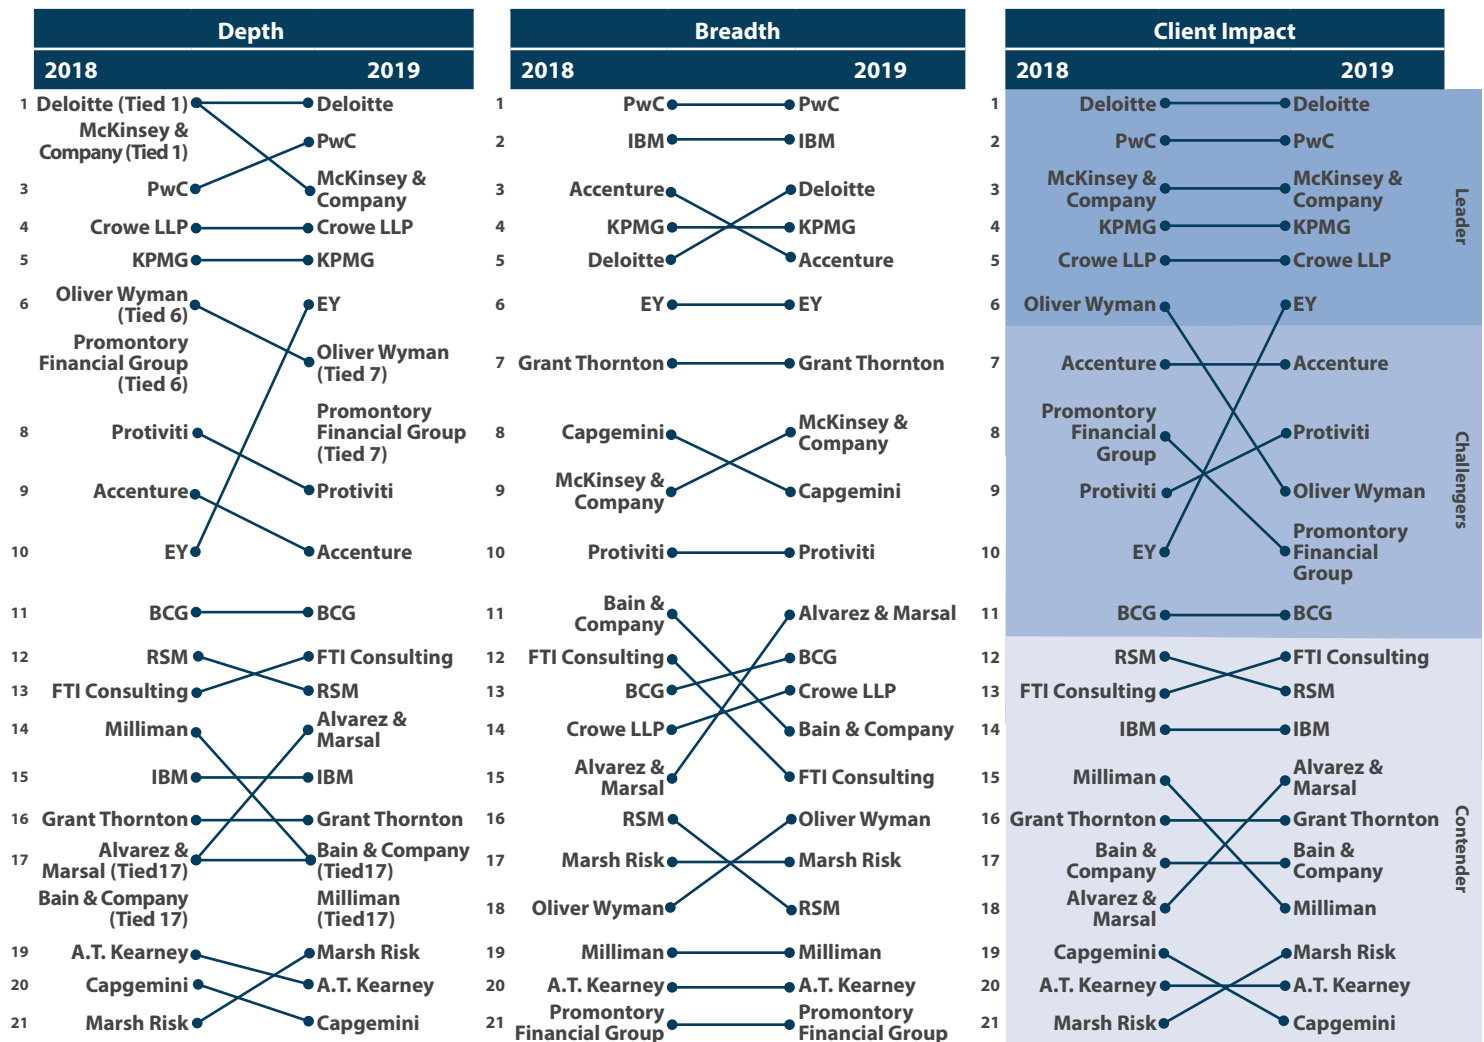 Depth
2018 2019
1 Deloitte (Tied 1) Deloitte
McKinsey &
Company (Tied 1)
PwC
3 PwC
McKinsey &
Company
4 Crowe LLP Crowe LLP
5 KPMG KPMG
6 Oliver Wyman
(Tied 6)
EY
Promontory
Financial Group
(Tied 6)
Oliver Wyman
(Tied 7)
8 Protiviti
Promontory
Financial Group
(Tied 7)
9 Accenture Protiviti
10 EY Accenture
11 BCG BCG
12 RSM FTI Consulting
13 FTI Consulting RSM
14 Milliman
Alvarez &
Marsal
15 IBM IBM
16 Grant Thornton Grant Thornton
17 Alvarez &
Marsal (Tied17)
Bain & Company
(Tied17)
Bain & Company
(Tied 17)
Milliman
(Tied17)
19 A.T. Kearney Marsh Risk
20 Capgemini A.T. Kearney
21 Marsh Risk Capgemini
Breadth
2018 2019
1 PwC PwC
2 IBM IBM
3 Accenture Deloitte
4 KPMG KPMG
5 Deloitte Accenture
6 EY EY
7 Grant Thornton Grant Thornton
8 Capgemini
McKinsey &
Company
9 McKinsey &
Company
Capgemini
10 Protiviti Protiviti
11 Bain &
Company
Alvarez & Marsal
12 FTI Consulting BCG
13 BCG Crowe LLP
14 Crowe LLP Bain & Company
15 Alvarez &
Marsal
FTI Consulting
16 RSM Oliver Wyman
17 Marsh Risk Marsh Risk
18 Oliver Wyman RSM
19 Milliman Milliman
20 A.T. Kearney A.T. Kearney
21 Promontory
Financial Group
Promontory
Financial Group
Client Impact
2018 2019
1 Deloitte Deloitte
2 PwC PwC
3 McKinsey &
Company
McKinsey &
Company
4 KPMG KPMG
5 Crowe LLP Crowe LLP
6 Oliver Wyman EY
7 Accenture Accenture
8 Promontory
Financial
Group
Protiviti
9 Protiviti Oliver Wyman
10 EY
Promontory
Financial
Group
11 BCG BCG
12 RSM FTI Consulting
13 FTI Consulting RSM
14 IBM IBM
15 Milliman
Alvarez &
Marsal
16 Grant Thornton Grant Thornton
17 Bain &
Company
Bain &
Company
18 Alvarez &
Marsal
Milliman
19 Capgemini Marsh Risk
20 A.T. Kearney A.T. Kearney
21 Marsh Risk Capgemini
Leader
Challengers
Contender